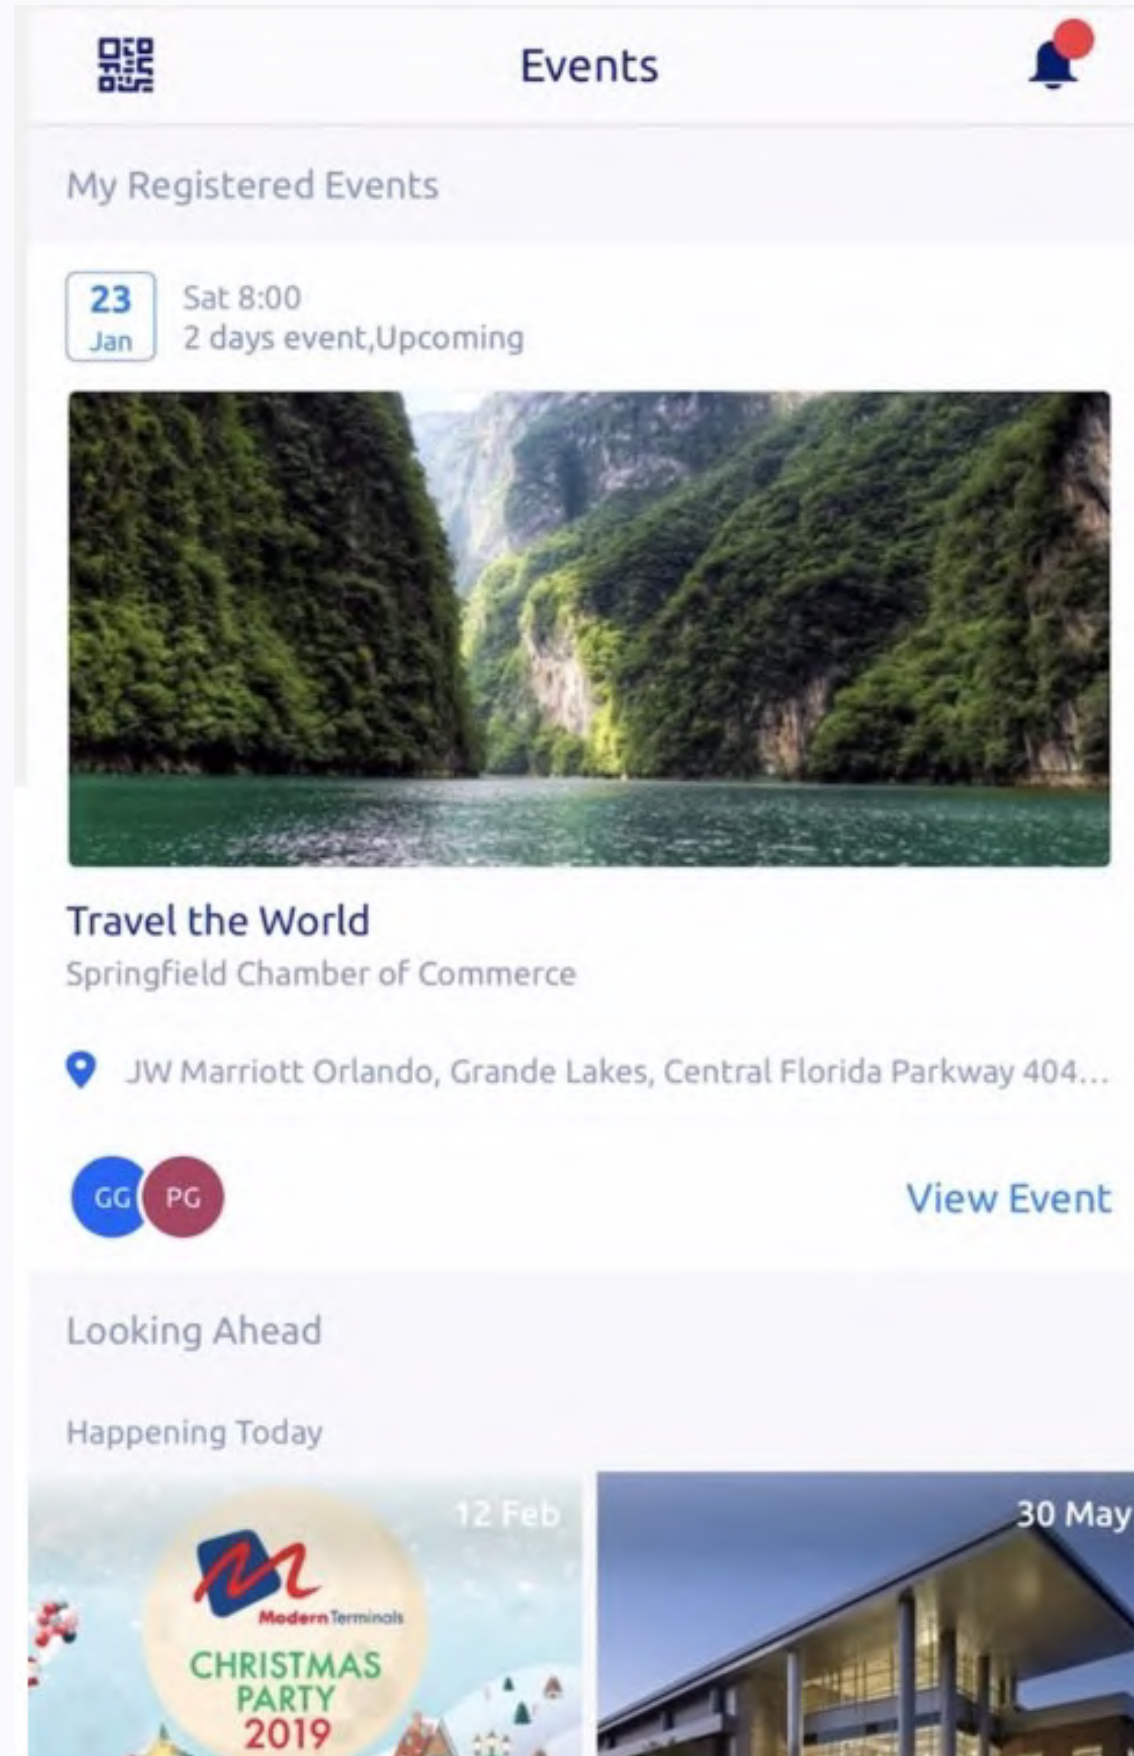 Events
My Registered Events
23
Jan
Sat 8:00
2 days event,Upcoming
Travel the World
Springfield Chamber of Commerce
JW Marriott Orlando, Grande Lakes, Central Florida Parkway 404...
GG
PG
View Event
Looking Ahead
Happening Today
12 Feb
Modern Terminals
CHRISTMAS
PARTY
2019
30 May